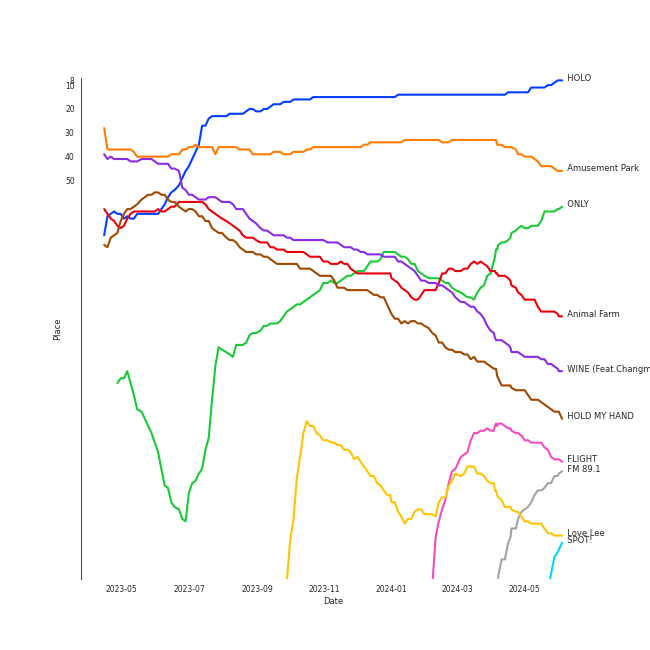 8
10
20
30
40
50
Place
HOLO
Amusement Park
ONLY
Animal Farm
WINE (Feat.Changm
HOLD MY HAND
FLIGHT
FM 89.1
Love Lee
SPOT!
2023-05 2023-07 2023-09 2023-11 2024-01 2024-03 2024-05
Date